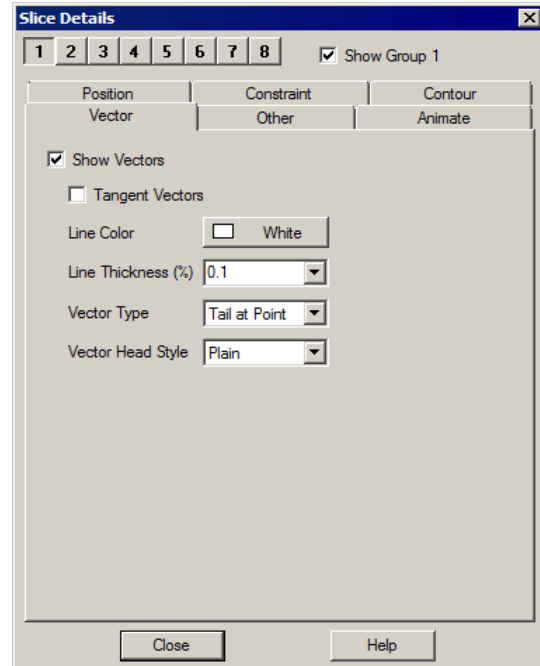 Slice Details
1 2 3 4 5 6 7 8 Show Group 1
Position Constraint Contour
Vector Other Animate
Show Vectors
Tangent Vectors
Line Color White
Line Thickness (%) 0.1
Vector Type Tail at Point
Vector Head Style Plain
Close Help